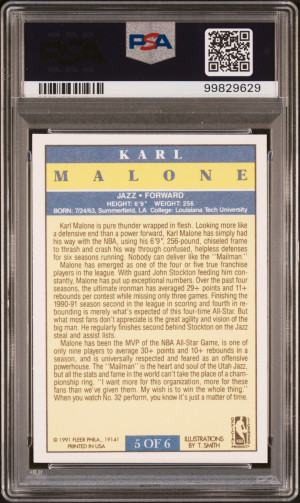 PSA
99829629
KARL
MALONE
JAZZ • FORWARD
HEIGHT: 6'9" WEIGHT: 256
BORN: 7/24/63, Summerfield, LA College: Louisiana Tech University
Karl Malone is pure thunder wrapped in flesh. Looking more like
a defensive end than a power forward, Karl Malone has simply had
his way with the NBA, using his 6'9", 256-pound, chiseled frame
to thrash and crash his way through confused, helpless defenses
for six seasons running. Nobody can deliver like the "Mailman."
Malone has emerged as one of the four or five true franchise
players in the league. With guard John Stockton feeding him con-
stantly, Malone has put up exceptional numbers. Over the past four
seasons, the ultimate ironman has averaged 29+ points and 11+
rebounds per contest while missing only three games. Finishing the
1990-91 season second in the league in scoring and fourth in re-
bounding is merely what's expected of this four-time All-Star. But
what most fans don't appreciate is the great agility and vision of the
big man. He regularly finishes second behind Stockton on the Jazz
in steal and assist lists.
Malone has been the MVP of the NBA All-Star Game, is one of
only nine players to average 30+ points and 10+ rebounds in a
season, and is universally respected and feared as an offensive
powerhouse. The "Mailman" is the heart and soul of the Utah Jazz,
but all the stats and fame in the world can't take the place of a cham-
pionship ring. "I want more for this organization, more for these
fans than we've given them. My wish is to win the whole thing."
When you watch No. 32 perform, you know it's just a matter of time.
© 1991 FLEER PHILA., 19141
PRINTED IN USA
5 OF 6
ILLUSTRATIONS
BY T. SMITH